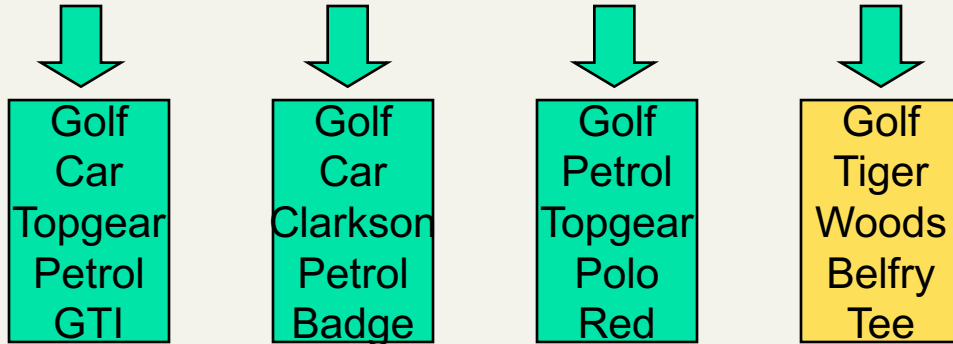 Golf
Car
Topgear
Petrol
GTI
Golf
Car
Clarkson
Petrol
Badge
Golf
Petrol
Topgear
Polo
Red
Golf
Tiger
Woods
Belfry
Tee